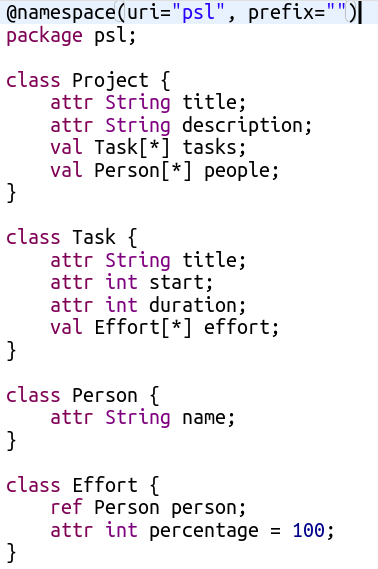 @namespace(uri="psl", prefix="")
package psl;
class Project {
    attr String title;
    attr String description;
    val Task[*] tasks;
    val Person[*] people;
}
class Task {
    attr String title;
    attr int start;
    attr int duration;
    val Effort[*] effort;
}
class Person {
    attr String name;
}
class Effort {
    ref Person person;
    attr int percentage = 100;
}